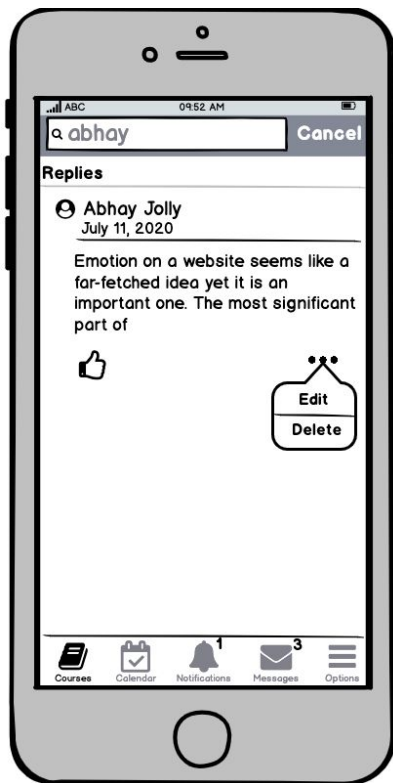 ABC 09:52 AM
abhay Cancel
Replies
Abhay Jolly
July 11, 2020
Emotion on a website seems like a
far-fetched idea yet it is an
important one. The most significant
part of
Edit
Delete
1 3
Courses Calendar Notifications Messages Options